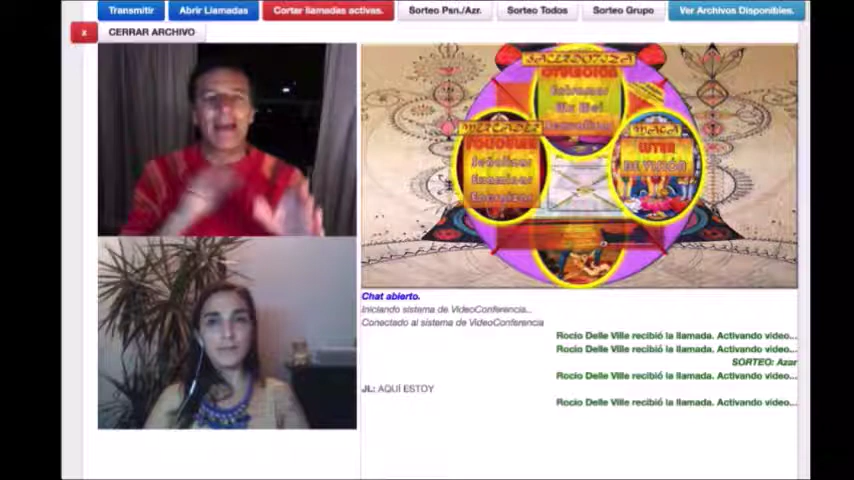 Transmitir
Abrir Llamadas
Cortar llamadas activas.
Sorteo Psn./Azr.
Sorteo Todos
Sorteo Grupo
Ver Archivos Disponibles.
x
CERRAR ARCHIVO
SACERDOTIZA
MAGA
Chat abierto.
Iniciando sistema de VideoConferencia...
Conectado al sistema de VideoConferencia
Rocio Delle Ville recibió la llamada. Activando video...
Rocio Delle Ville recibió la llamada. Activando video...
SORTEO: Azar
Rocio Delle Ville recibió la llamada. Activando video...
JL: AQUÍ ESTOY
Rocio Delle Ville recibió la llamada. Activando video...